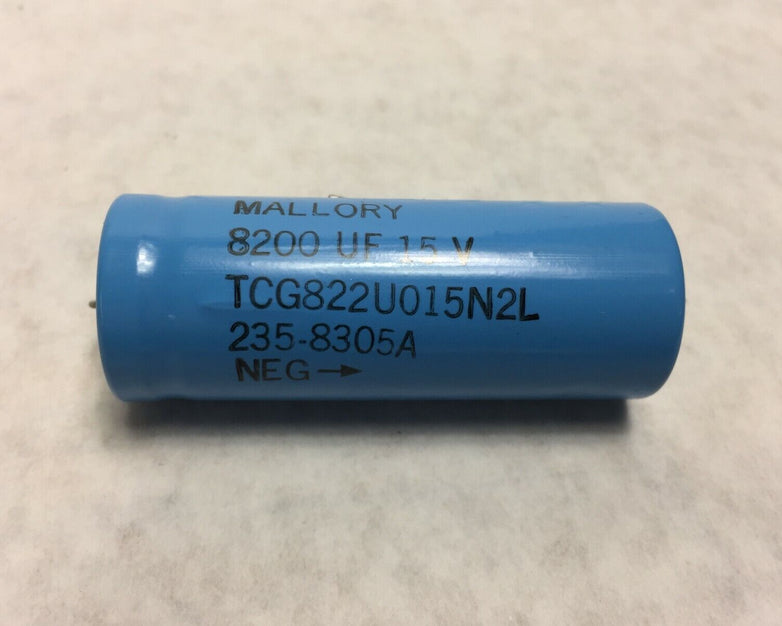 MALLORY
8200 UF 15 V
TCG822U015N2L
235-8305A
NEG→